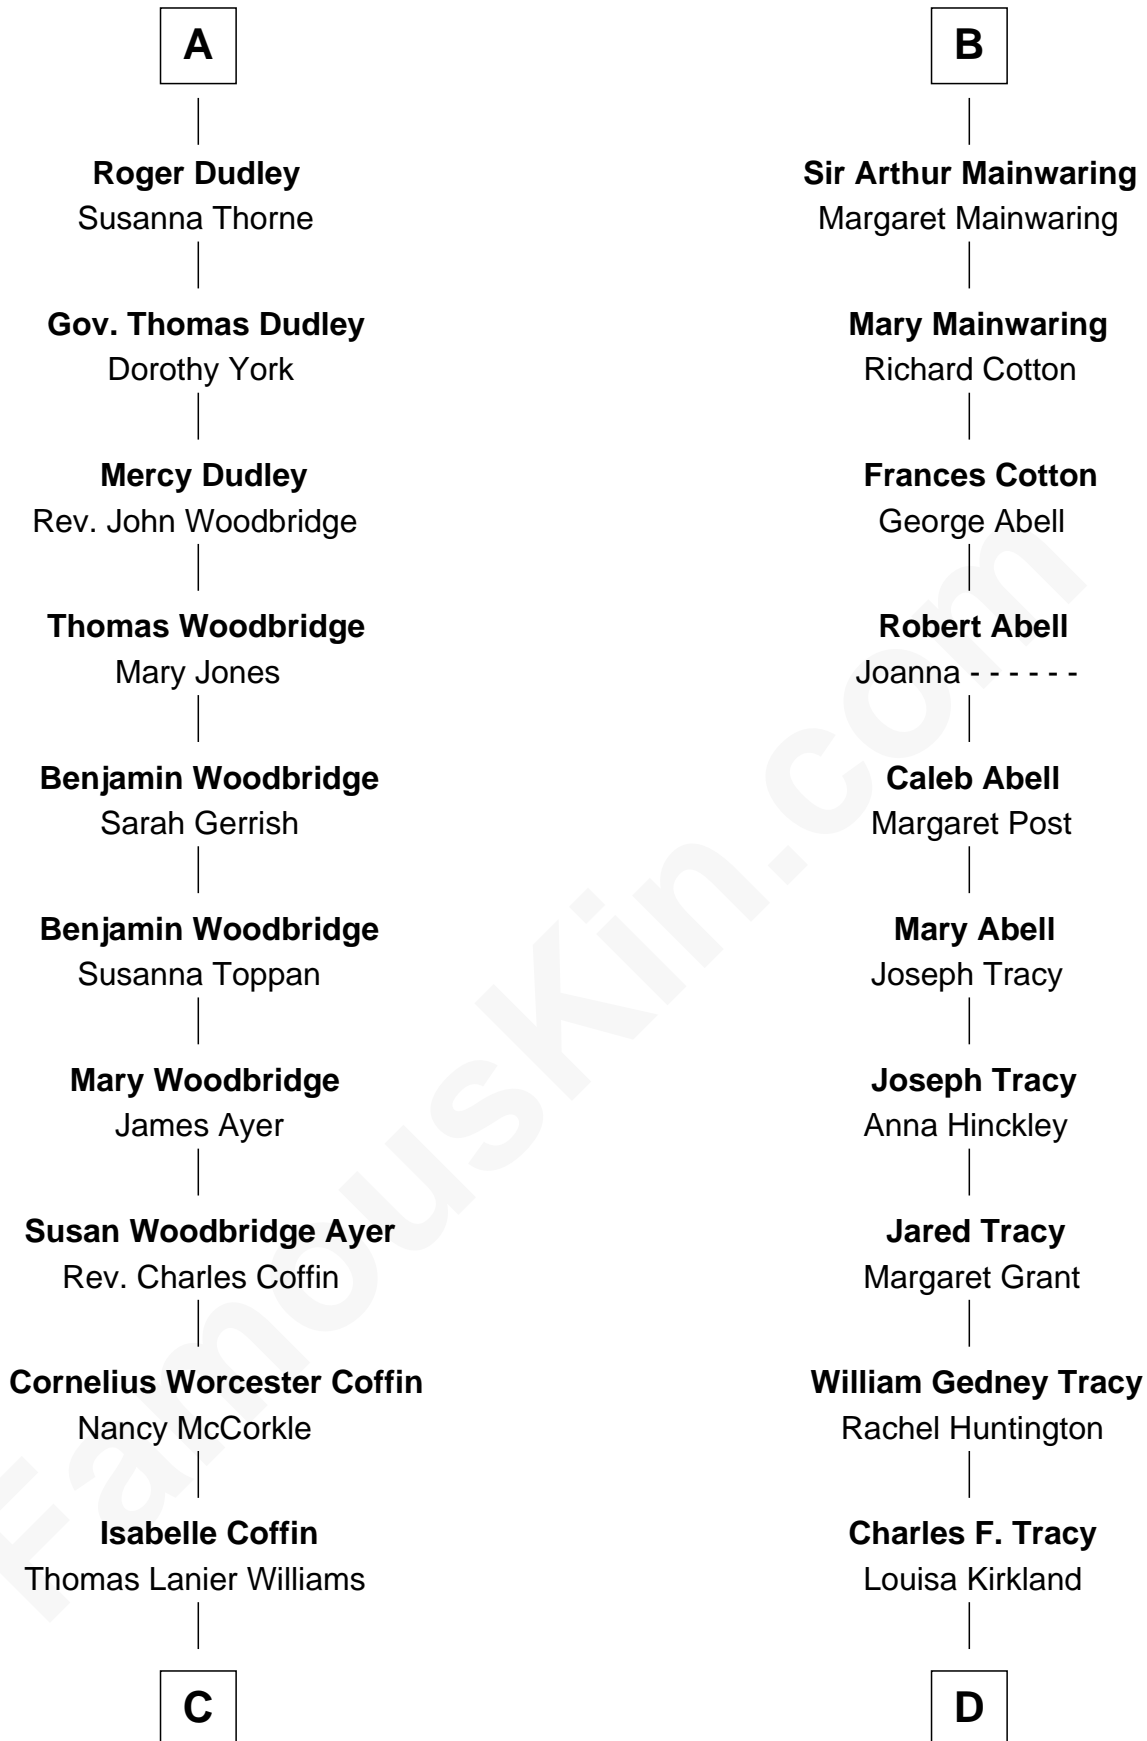 A
Roger Dudley
Susanna Thorne
Gov. Thomas Dudley
Dorothy York
Mercy Dudley
Rev. John Woodbridge
Thomas Woodbridge
Mary Jones
Benjamin Woodbridge
Sarah Gerrish
Benjamin Woodbridge
Susanna Toppan
Mary Woodbridge
James Ayer
Susan Woodbridge Ayer
Rev. Charles Coffin
Cornelius Worcester Coffin
Nancy McCorkle
Isabelle Coffin
Thomas Lanier Williams
C
B
Sir Arthur Mainwaring
Margaret Mainwaring
Mary Mainwaring
Richard Cotton
Frances Cotton
George Abell
Robert Abell
Joanna - - - - - -
Caleb Abell
Margaret Post
Mary Abell
Joseph Tracy
Joseph Tracy
Anna Hinckley
Jared Tracy
Margaret Grant
William Gedney Tracy
Rachel Huntington
Charles F. Tracy
Louisa Kirkland
D
FamousKin.com